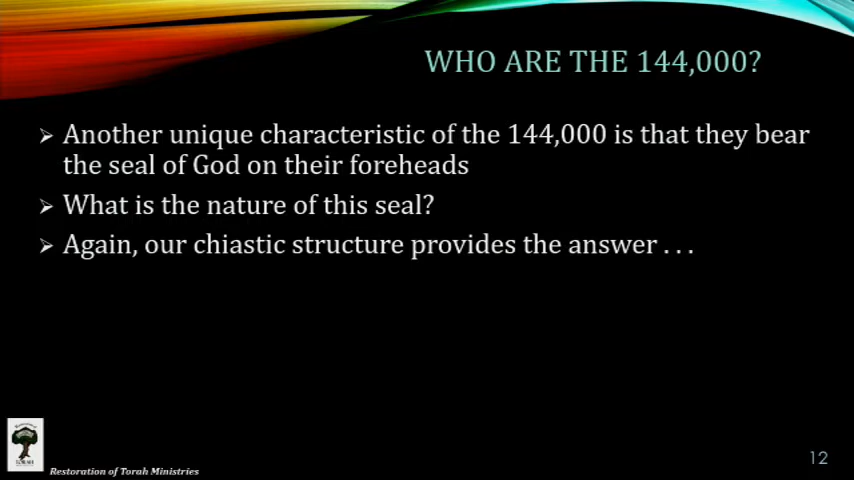 WHO ARE THE 144,000?
➢ Another unique characteristic of the 144,000 is that they bear
the seal of God on their foreheads
➢ What is the nature of this seal?
➢ Again, our chiastic structure provides the answer . . .
TORAH
Restoration of Torah Ministries
12